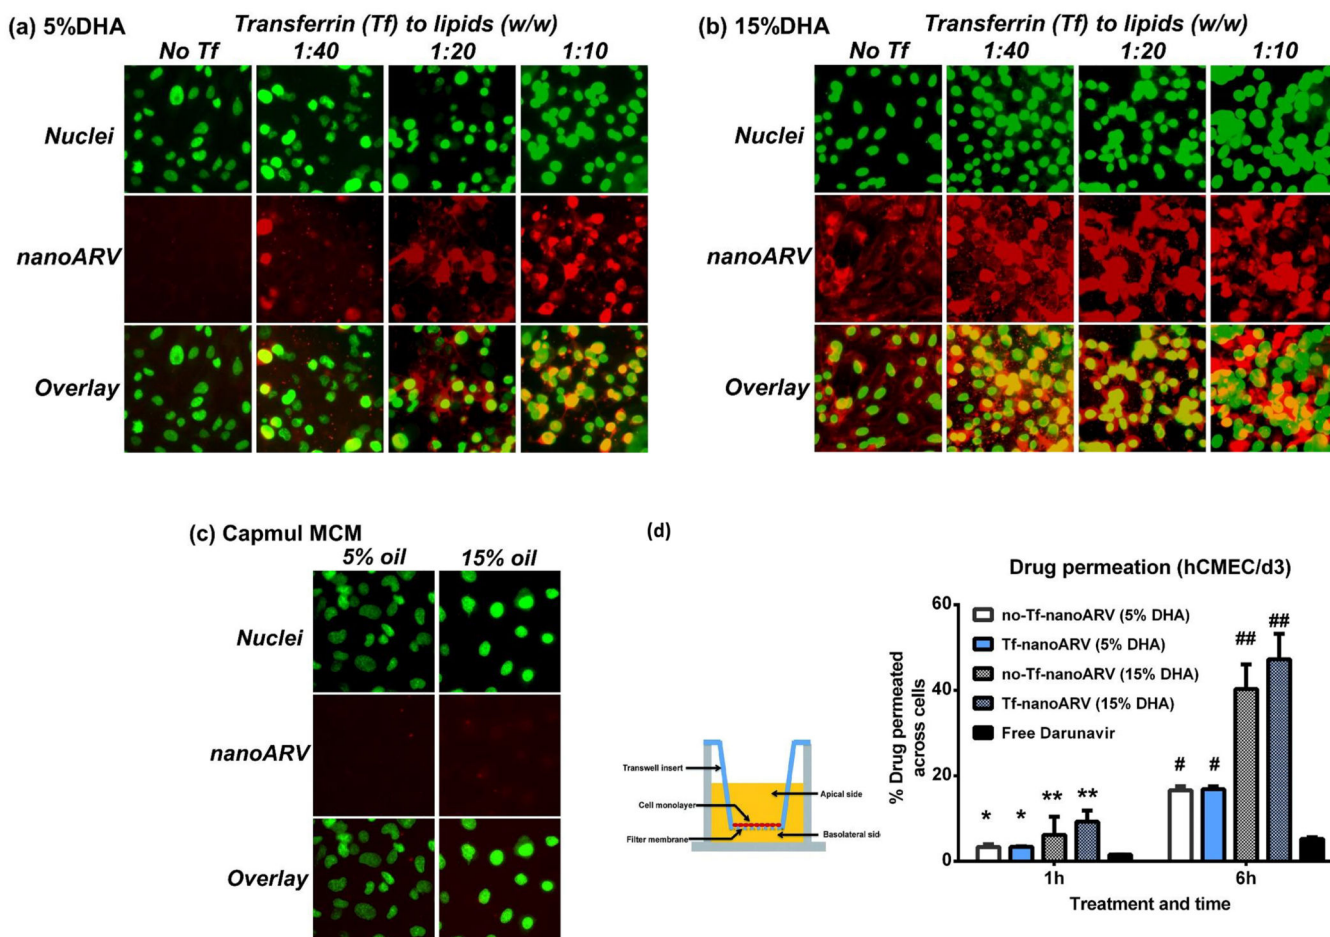 (a) 5%DHA
Transferrin (Tf) to lipids (w/w)
No Tf 1:40 1:20 1:10
Nuclei
nanoARV
Overlay
(b) 15%DHA
Transferrin (Tf) to lipids (w/w)
No Tf 1:40 1:20 1:10
Nuclei
nanoARV
Overlay
(c) Capmul MCM
5% oil 15% oil
Nuclei
nanoARV
Overlay
(d)
Transwell insert
Cell monolayer
Filter membrane
Apical side
Basolateral side
Drug permeation (hCMEC/d3)
% Drug permeated
across cells
60
40
20
0
no-Tf-nanoARV (5% DHA)
Tf-nanoARV (5% DHA)
no-Tf-nanoARV (15% DHA)
Tf-nanoARV (15% DHA)
Free Darunavir
* * ** **
# # ## ##
1h 6h
Treatment and time